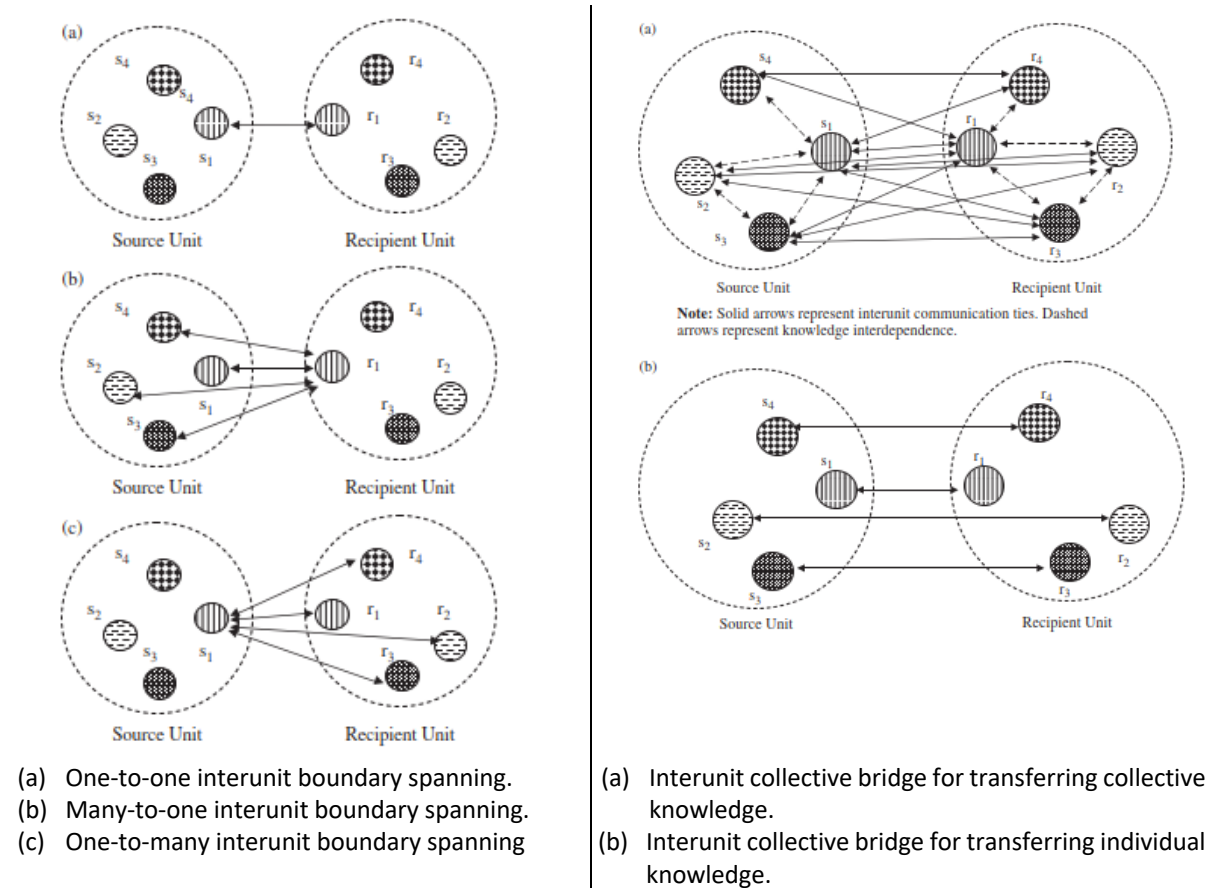 (a)
s4
s4
s2
s3
s1
r4
r1
r2
r3
Source Unit Recipient Unit
(b)
s4
s2
s3
s1
r4
r1
r2
r3
Source Unit Recipient Unit
(c)
s4
s2
s3
s1
r4
r1
r2
r3
Source Unit Recipient Unit
(a) One-to-one interunit boundary spanning.
(b) Many-to-one interunit boundary spanning.
(c) One-to-many interunit boundary spanning
(a)
s4
s1
s2
s3
r4
r1
r2
r3
Source Unit Recipient Unit
Note: Solid arrows represent interunit communication ties. Dashed
arrows represent knowledge interdependence.
(b)
s4
s1
s2
s3
r4
r1
r2
r3
Source Unit Recipient Unit
(a) Interunit collective bridge for transferring collective
knowledge.
(b) Interunit collective bridge for transferring individual
knowledge.